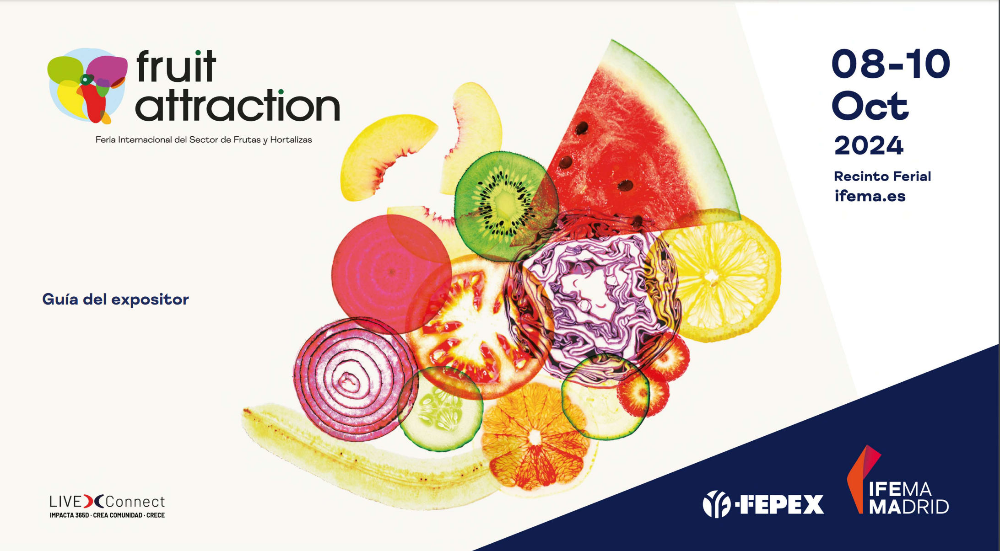 fruit
attraction
Feria Internacional del Sector de Frutas y Hortalizas
08-10
Oct
2024
Recinto Ferial
ifema.es
Guía del expositor
LIVE Connect
IMPACTA 365D · CREA COMUNIDAD · CRECE
FEPEX
IFEMA
MADRID